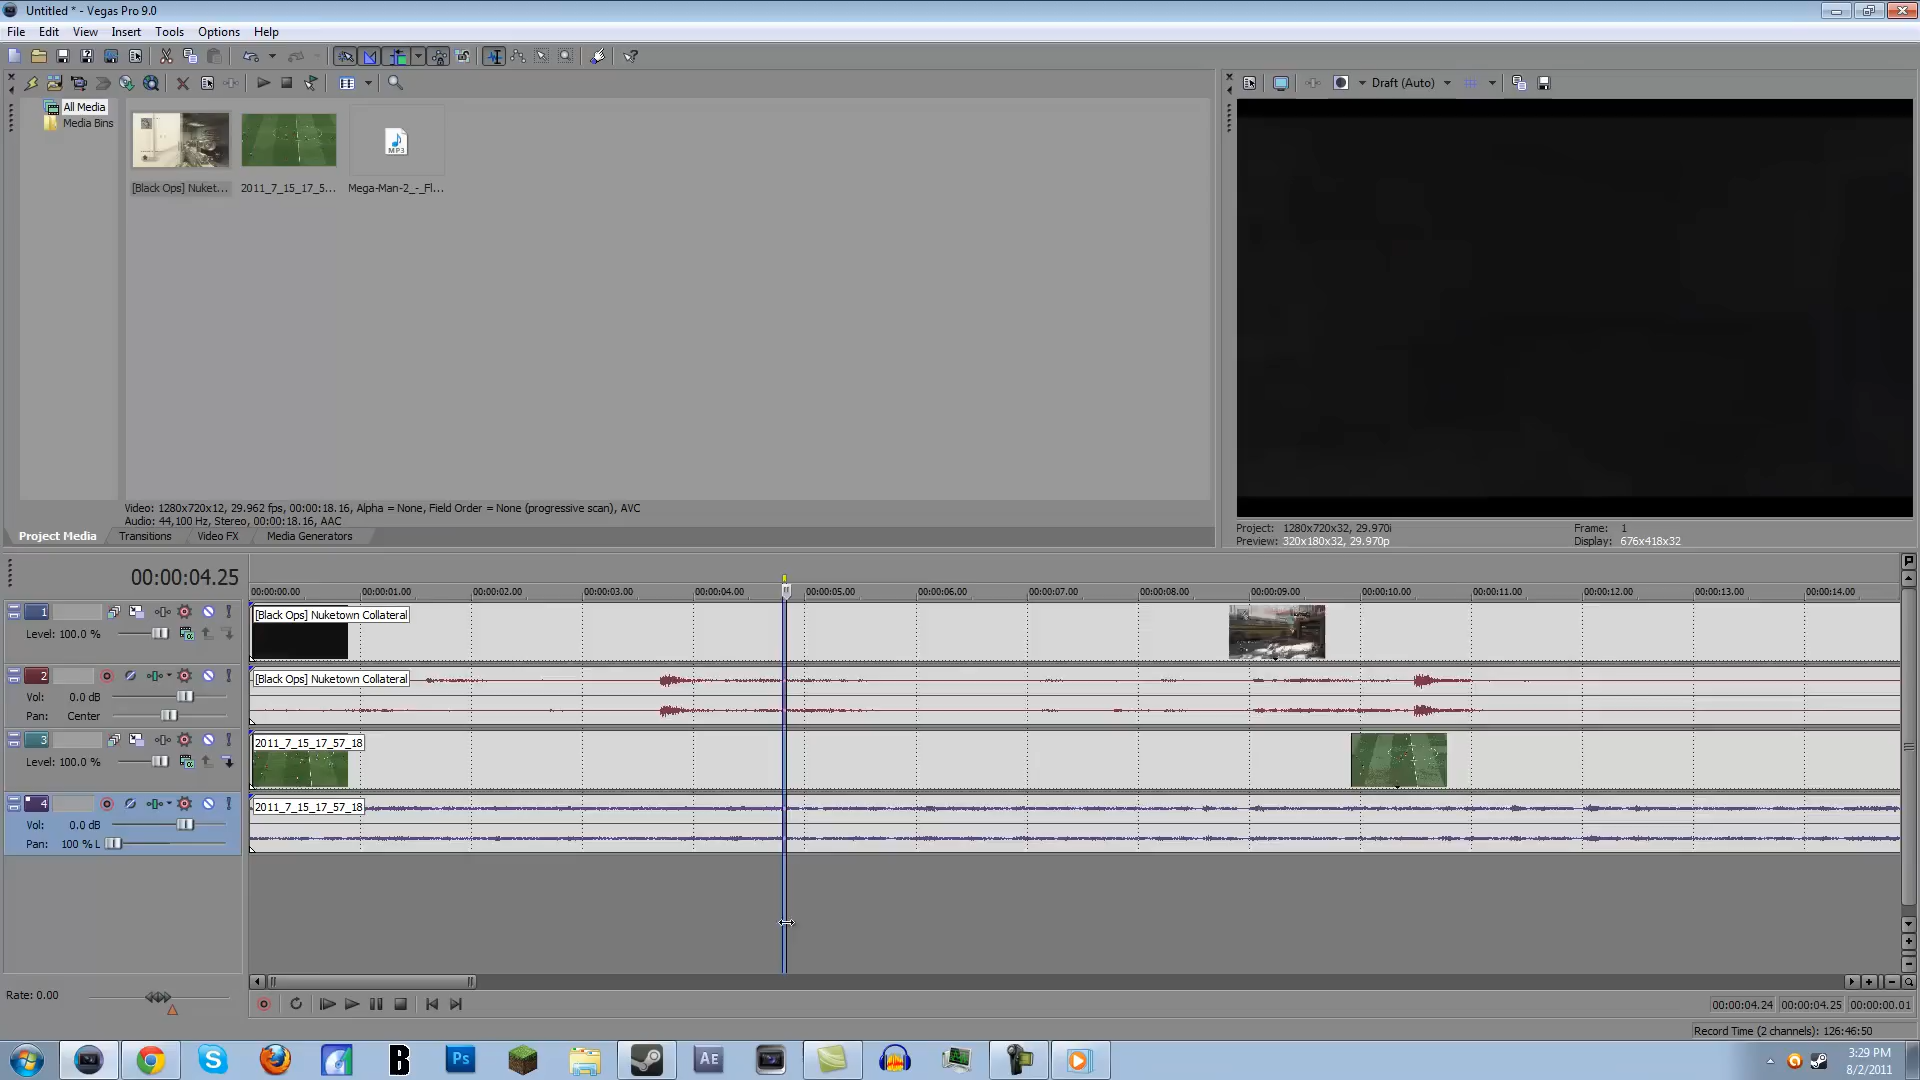 Untitled * - Vegas Pro 9.0
File Edit View Insert Tools Options Help
Draft (Auto)
All Media
Media Bins
MP3
[Black Ops] Nuket... 2011_7_15_17_5... Mega-Man-2_-_Fl...
Video: 1280x720x12, 29.962 fps, 00:00:18.16, Alpha = None, Field Order = None (progressive scan), AVC
Audio: 44,100 Hz, Stereo, 00:00:18.16, AAC
Project Media Transitions Video FX Media Generators
Project: 1280x720x32, 29.970i Frame: 1
Preview: 320x180x32, 29.970p Display: 676x418x32
00:00:04.25
00:00:00.00 00:00:01.00 00:00:02.00 00:00:03.00 00:00:04.00 00:00:05.00 00:00:06.00 00:00:07.00 00:00:08.00 00:00:09.00 00:00:10.00 00:00:11.00 00:00:12.00 00:00:13.00 00:00:14.00
1
[Black Ops] Nuketown Collateral
Level: 100.0 %
2
[Black Ops] Nuketown Collateral
Vol: 0.0 dB
Pan: Center
3
2011_7_15_17_57_18
Level: 100.0 %
4
2011_7_15_17_57_18
Vol: 0.0 dB
Pan: 100 % L
Rate: 0.00
00:00:04.24 00:00:04.25 00:00:00.01
Record Time (2 channels): 126:46:50
B Ps AE
3:29 PM
8/2/2011